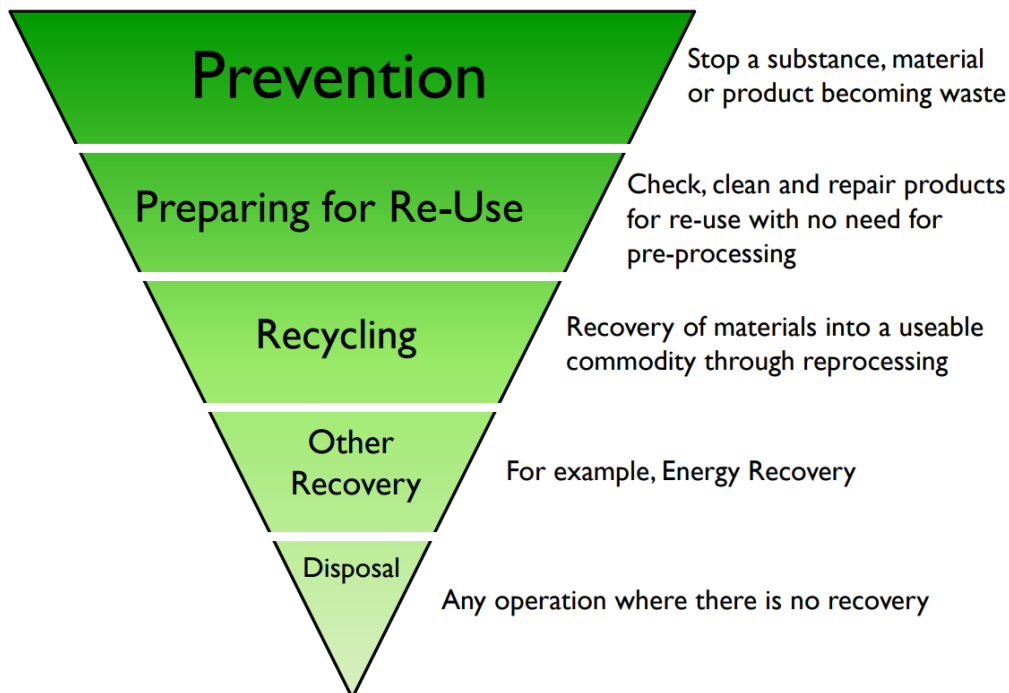 Prevention
Stop a substance, material
or product becoming waste
Preparing for Re-Use
Check, clean and repair products
for re-use with no need for
pre-processing
Recycling
Recovery of materials into a useable
commodity through reprocessing
Other
Recovery
For example, Energy Recovery
Disposal
Any operation where there is no recovery